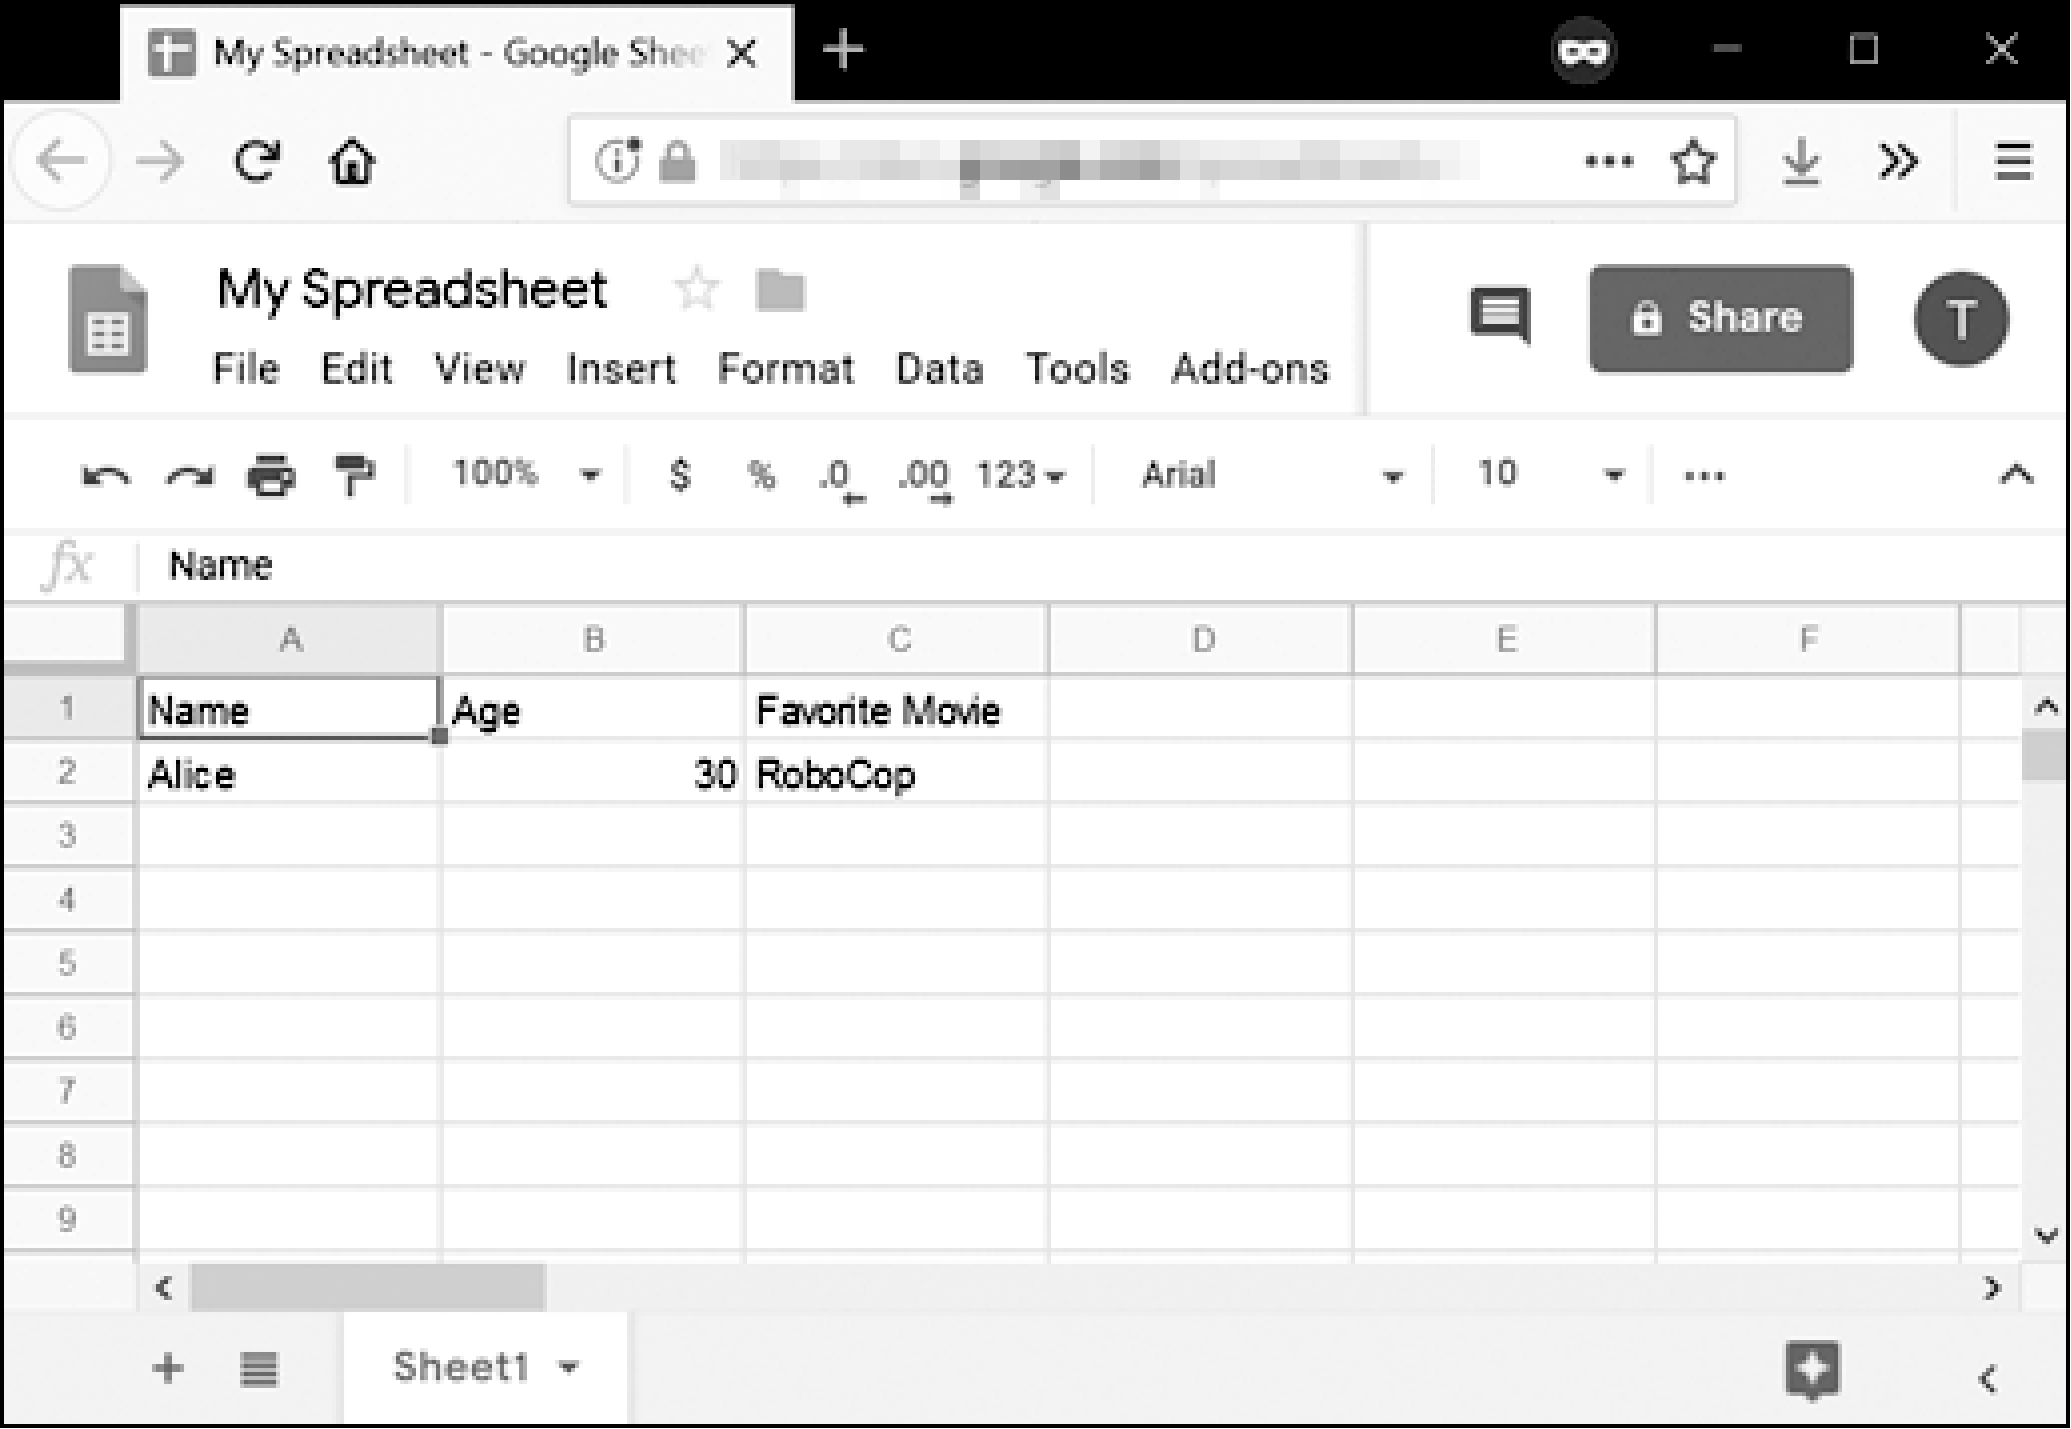 My Spreadsheet - Google Shee
My Spreadsheet
Share
T
File Edit View Insert Format Data Tools Add-ons
100% $ % .0 .00 123 Arial 10
fx Name
A B C D E F
1 Name Age Favorite Movie
2 Alice 30 RoboCop
3
4
5
6
7
8
9
Sheet1